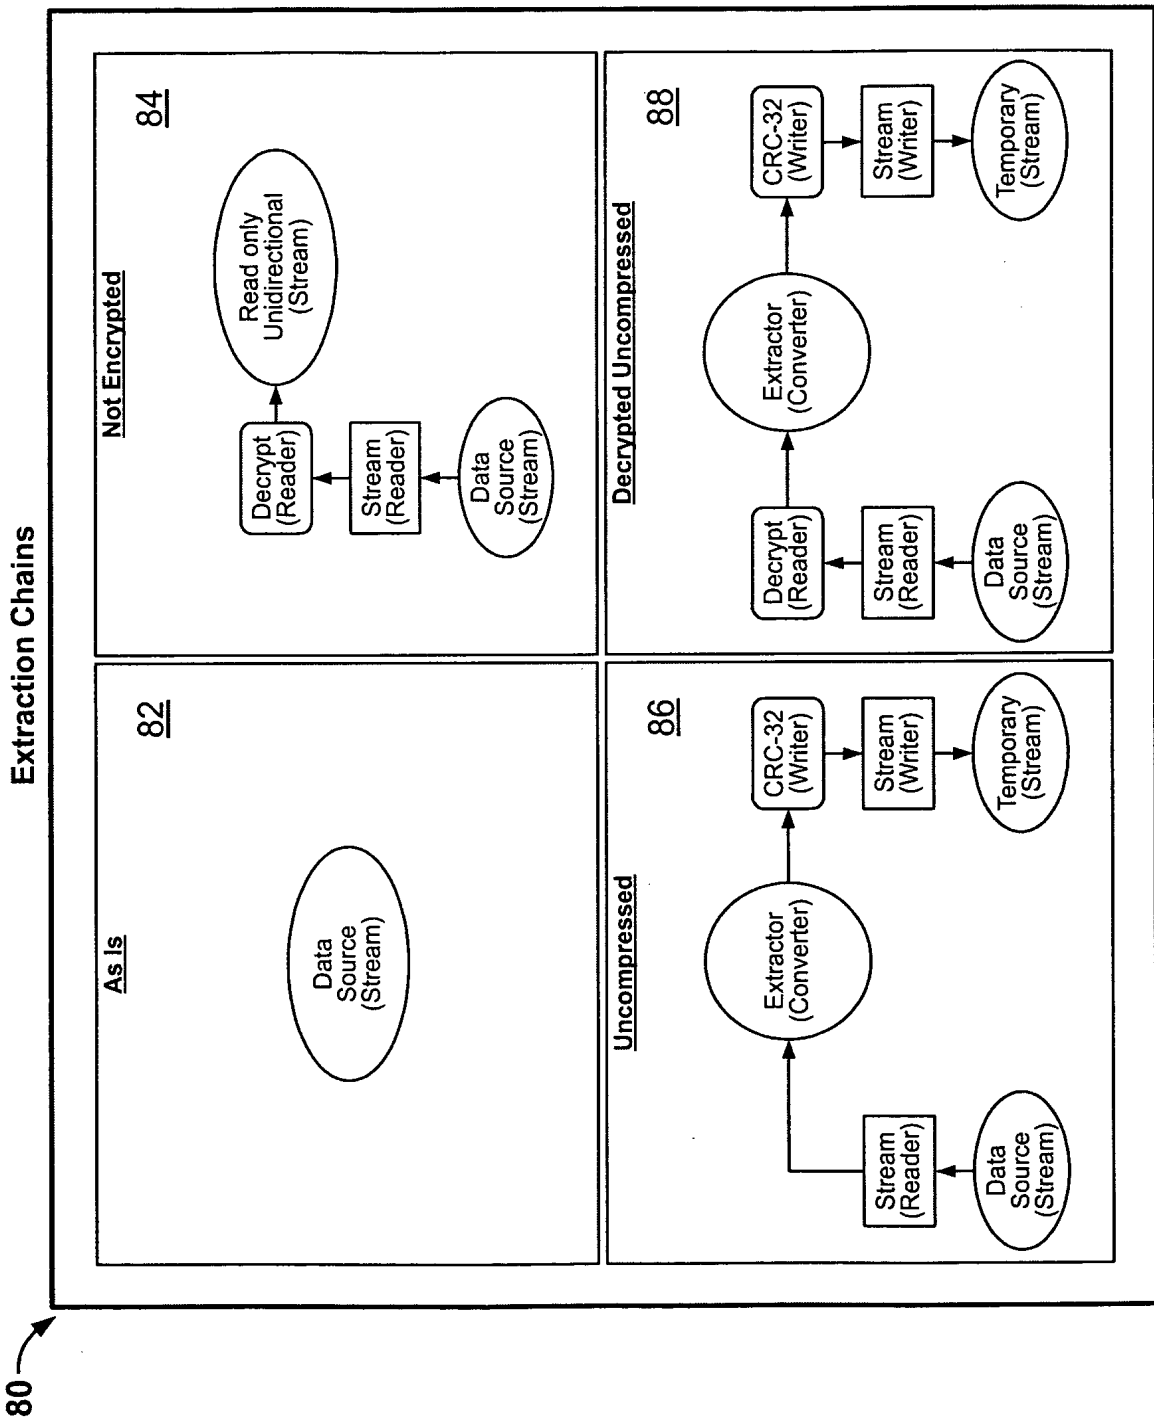 Extraction Chains
80
As Is
82
Data
Source
(Stream)
Not Encrypted
84
Decrypt
(Reader)
Read only
Unidirectional
(Stream)
Stream
(Reader)
Data
Source
(Stream)
Uncompressed
86
Extractor
(Converter)
CRC-32
(Writer)
Stream
(Reader)
Stream
(Writer)
Data
Source
(Stream)
Temporary
(Stream)
Decrypted Uncompressed
88
Decrypt
(Reader)
Extractor
(Converter)
CRC-32
(Writer)
Stream
(Reader)
Stream
(Writer)
Data
Source
(Stream)
Temporary
(Stream)